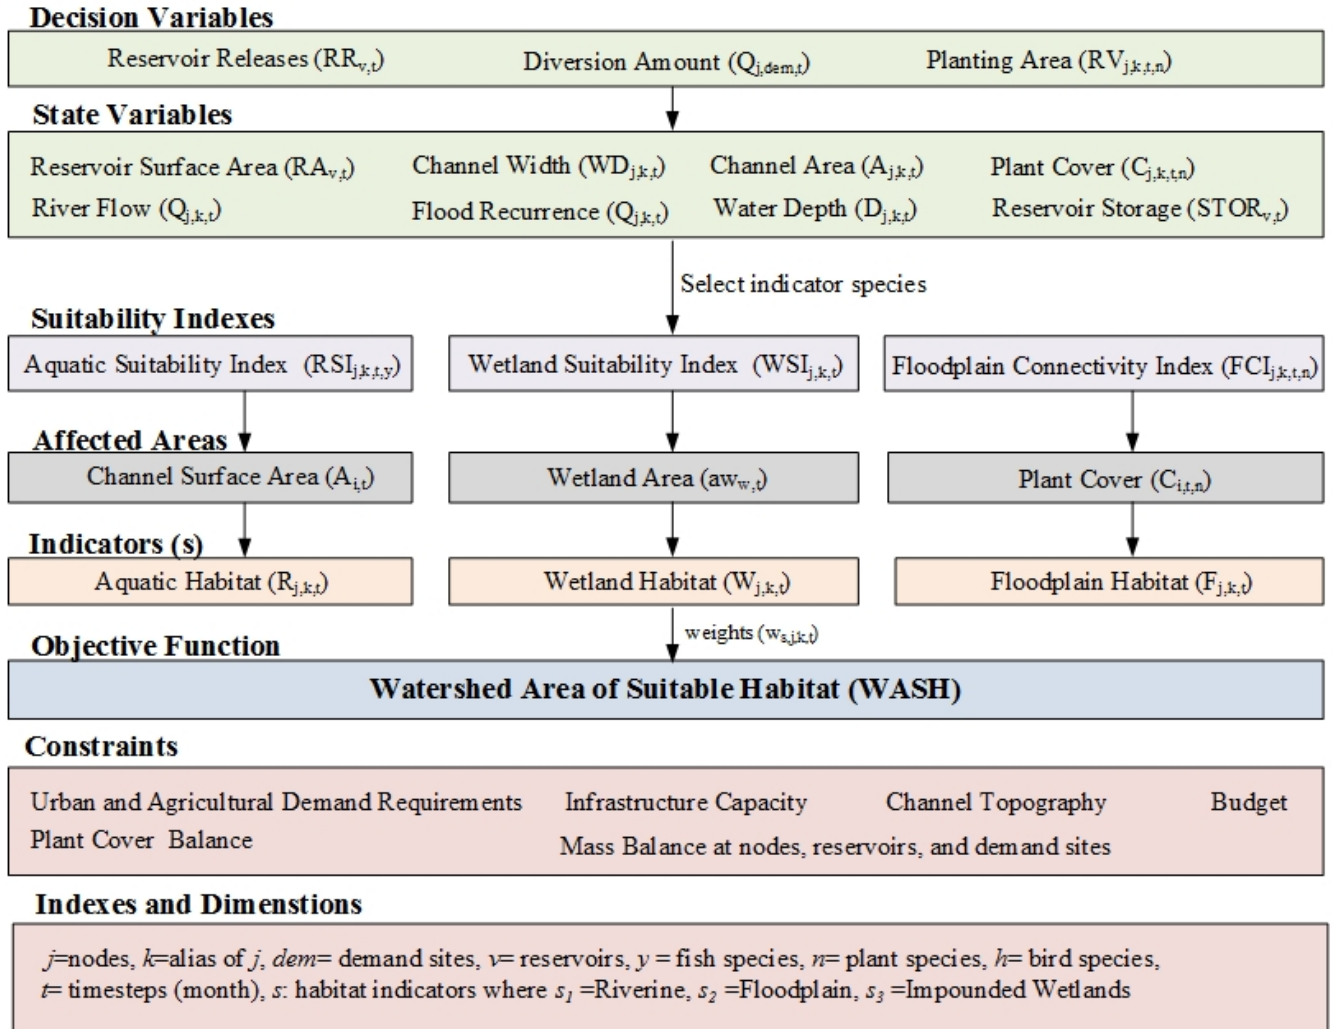 Decision Variables
Reservoir Releases (RRv,t) Diversion Amount (Qj,dem,t) Planting Area (RVj,k,t,n)
State Variables
Reservoir Surface Area (RAv,t) Channel Width (WDj,k,t) Channel Area (Aj,k,t) Plant Cover (Cj,k,t,n)
River Flow (Qj,k,t) Flood Recurrence (Qj,k,t) Water Depth (Dj,k,t) Reservoir Storage (STORv,t)
Select indicator species
Suitability Indexes
Aquatic Suitability Index (RSIj,k,t,y) Wetland Suitability Index (WSIj,k,t) Floodplain Connectivity Index (FCIj,k,t,n)
Affected Areas
Channel Surface Area (Ai,t) Wetland Area (aww,t) Plant Cover (Ci,t,n)
Indicators (s)
Aquatic Habitat (Rj,k,t) Wetland Habitat (Wj,k,t) Floodplain Habitat (Fj,k,t)
weights (ws,j,k,t)
Objective Function
Watershed Area of Suitable Habitat (WASH)
Constraints
Urban and Agricultural Demand Requirements Infrastructure Capacity Channel Topography Budget
Plant Cover Balance Mass Balance at nodes, reservoirs, and demand sites
Indexes and Dimenstions
j=nodes, k=alias of j, dem= demand sites, v= reservoirs, y = fish species, n= plant species, h= bird species,
t= timesteps (month), s: habitat indicators where s1 =Riverine, s2 =Floodplain, s3 =Impounded Wetlands